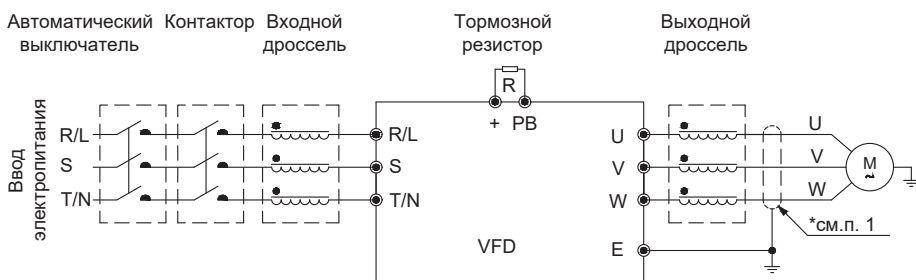 Автоматический выключатель
Контактор
Входной дроссель
Тормозной резистор
Выходной дроссель
Ввод электропитания
R/L
S
T/N
R/L
S
T/N
R
+ PB
U
V
W
E
VFD
U
V
W
M
~
*см.п. 1